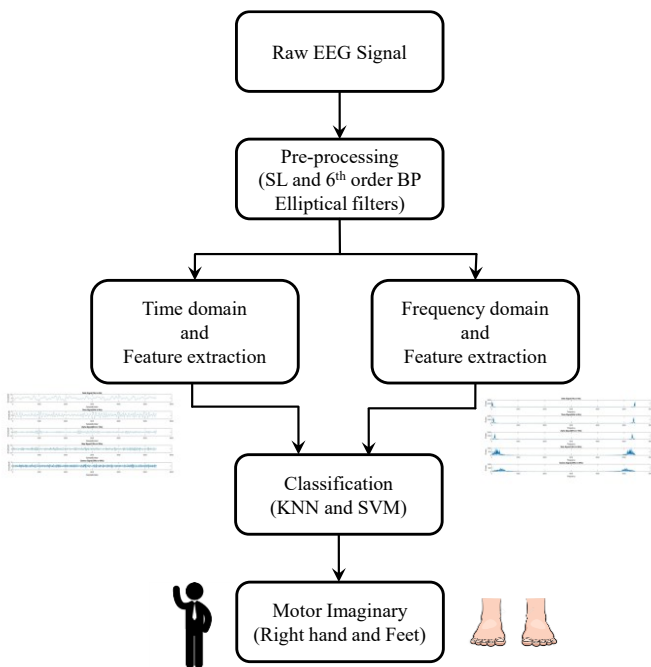 Raw EEG Signal
Pre-processing
(SL and 6th order BP
Elliptical filters)
Time domain
and
Feature extraction
Frequency domain
and
Feature extraction
Classification
(KNN and SVM)
Motor Imaginary
(Right hand and Feet)